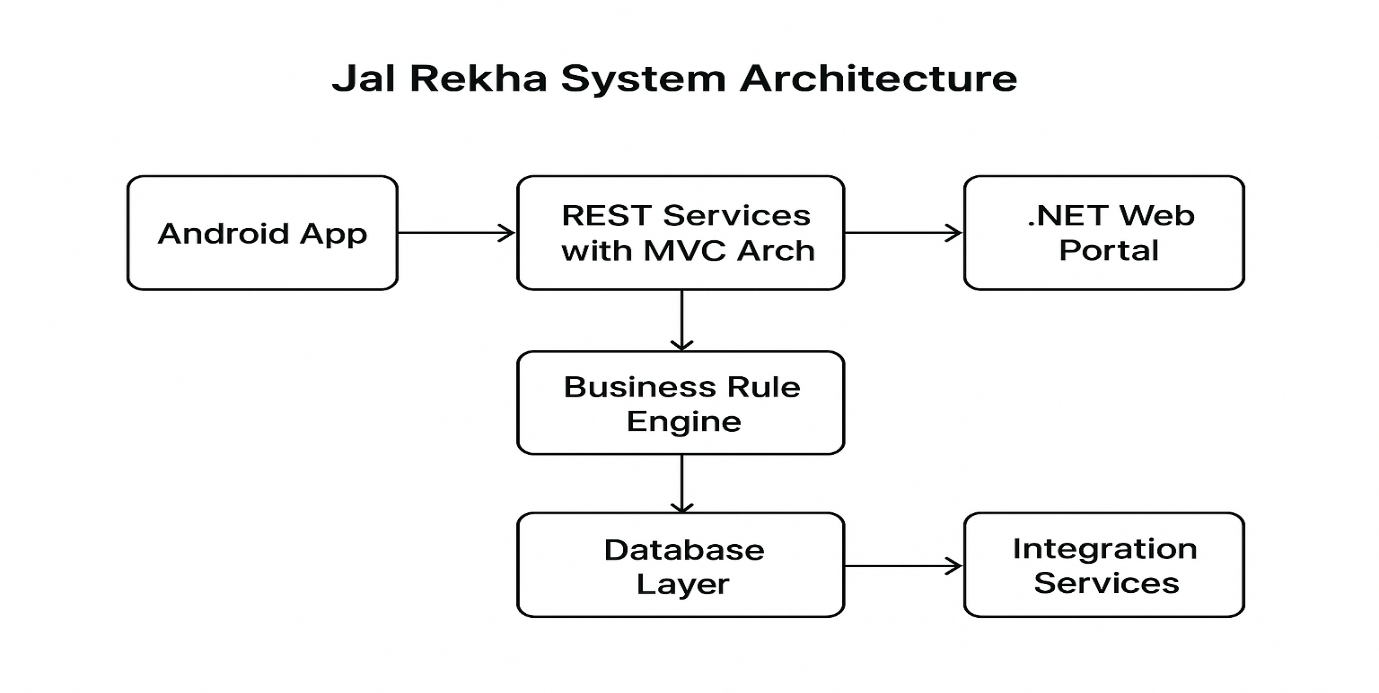 Jal Rekha System Architecture
Android App
REST Services
with MVC Arch
.NET Web
Portal
Business Rule
Engine
Database
Layer
Integration
Services